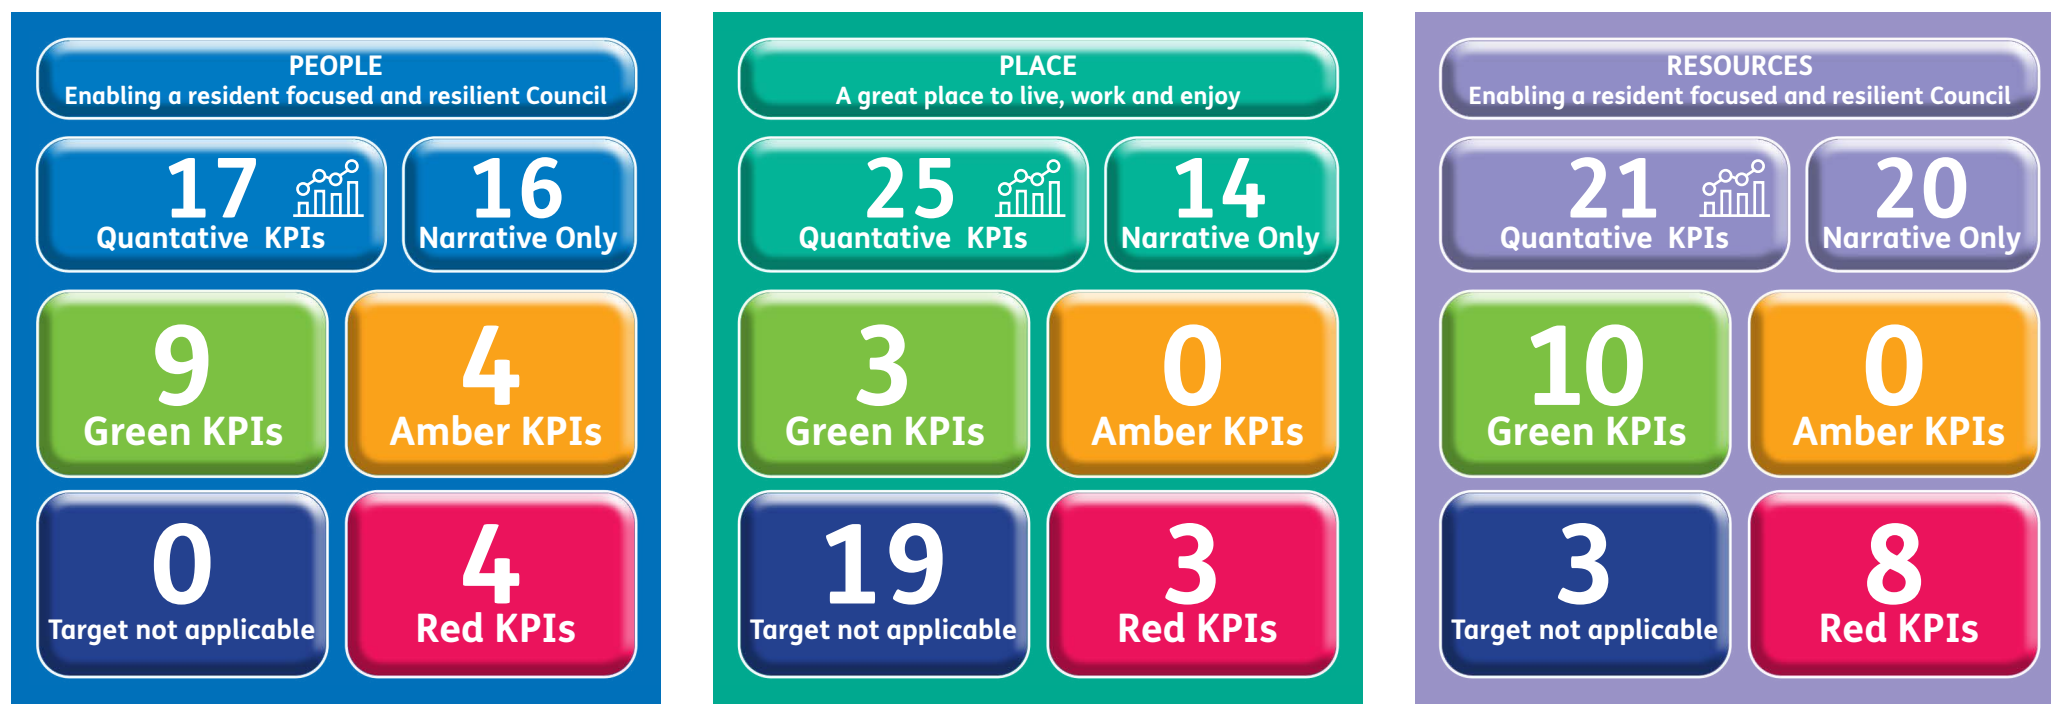 PEOPLE
Enabling a resident focused and resilient Council
17
Quantative KPIs
16
Narrative Only
9
Green KPIs
4
Amber KPIs
0
Target not applicable
4
Red KPIs
PLACE
A great place to live, work and enjoy
25
Quantative KPIs
14
Narrative Only
3
Green KPIs
0
Amber KPIs
19
Target not applicable
3
Red KPIs
RESOURCES
Enabling a resident focused and resilient Council
21
Quantative KPIs
20
Narrative Only
10
Green KPIs
0
Amber KPIs
3
Target not applicable
8
Red KPIs